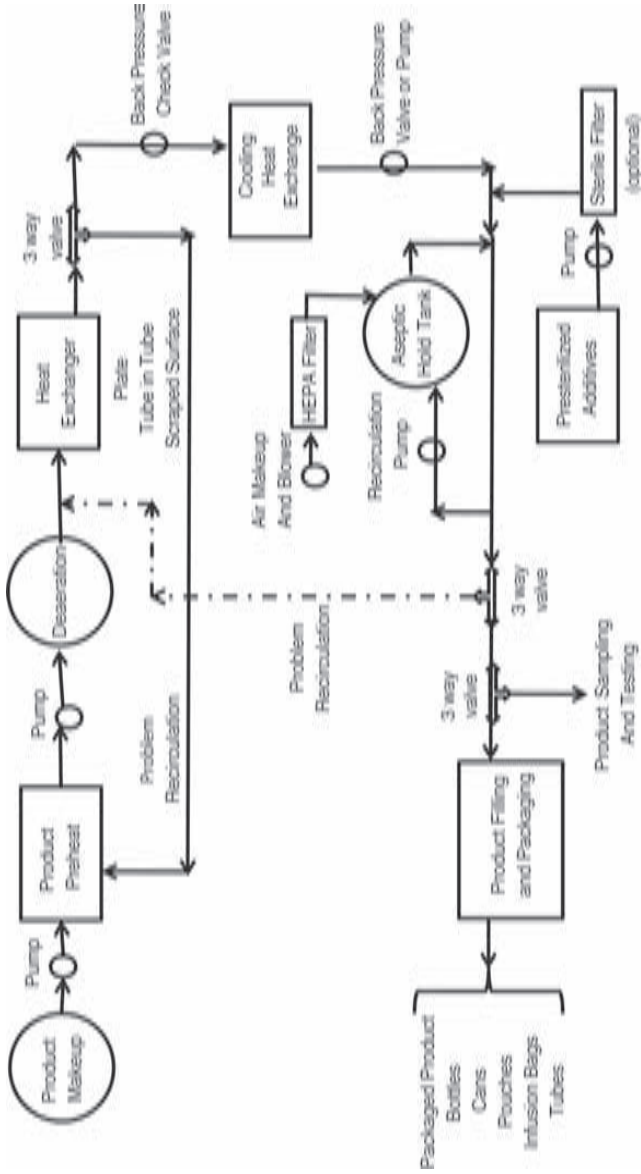 Product
Makeup
Pump
Product
Preheat
Pump
Deaeration
Heat
Exchanger
3 way
valve
Back Pressure
Check Valve
Problem
Recirculation
Plate
Tube in Tube
Scraped Surface
Cooling
Heat
Exchange
Air Makeup
And Blower
HEPA Filter
Back Pressure
Valve or Pump
Problem
Recirculation
Recirculation
Pump
Aseptic
Hold Tank
3 way
valve
3 way
valve
Pump
Sterile Filter
(optional)
Presterilized
Additives
Product Filling
and Packaging
Product Sampling
And Testing
Packaged Product
Bottles
Cans
Pouches
Infusion Bags
Tubes